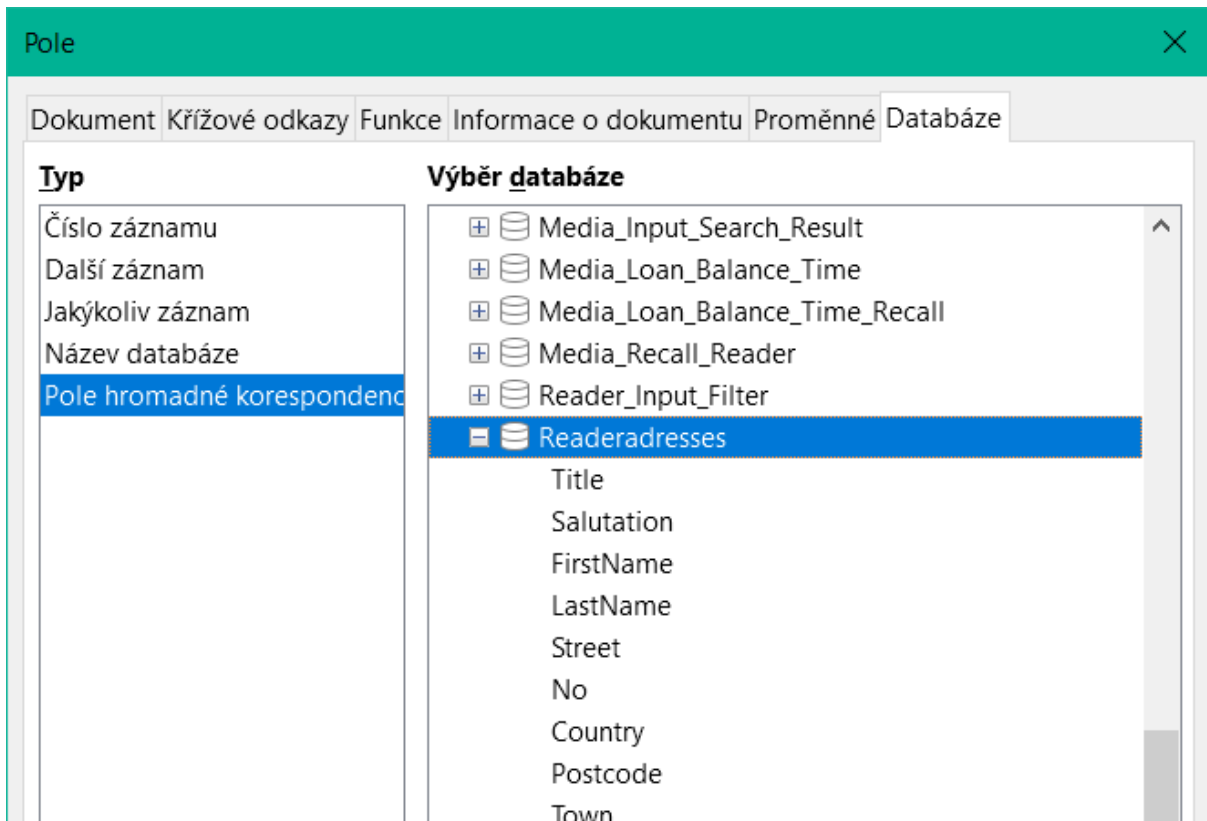 Pole
Dokument Křížové odkazy Funkce Informace o dokumentu Proměnné Databáze
Typ
Číslo záznamu
Další záznam
Jakýkoliv záznam
Název databáze
Pole hromadné korespondenc
Výběr databáze
Media_Input_Search_Result
Media_Loan_Balance_Time
Media_Loan_Balance_Time_Recall
Media_Recall_Reader
Reader_Input_Filter
Readeradresses
Title
Salutation
FirstName
LastName
Street
No
Country
Postcode
Town